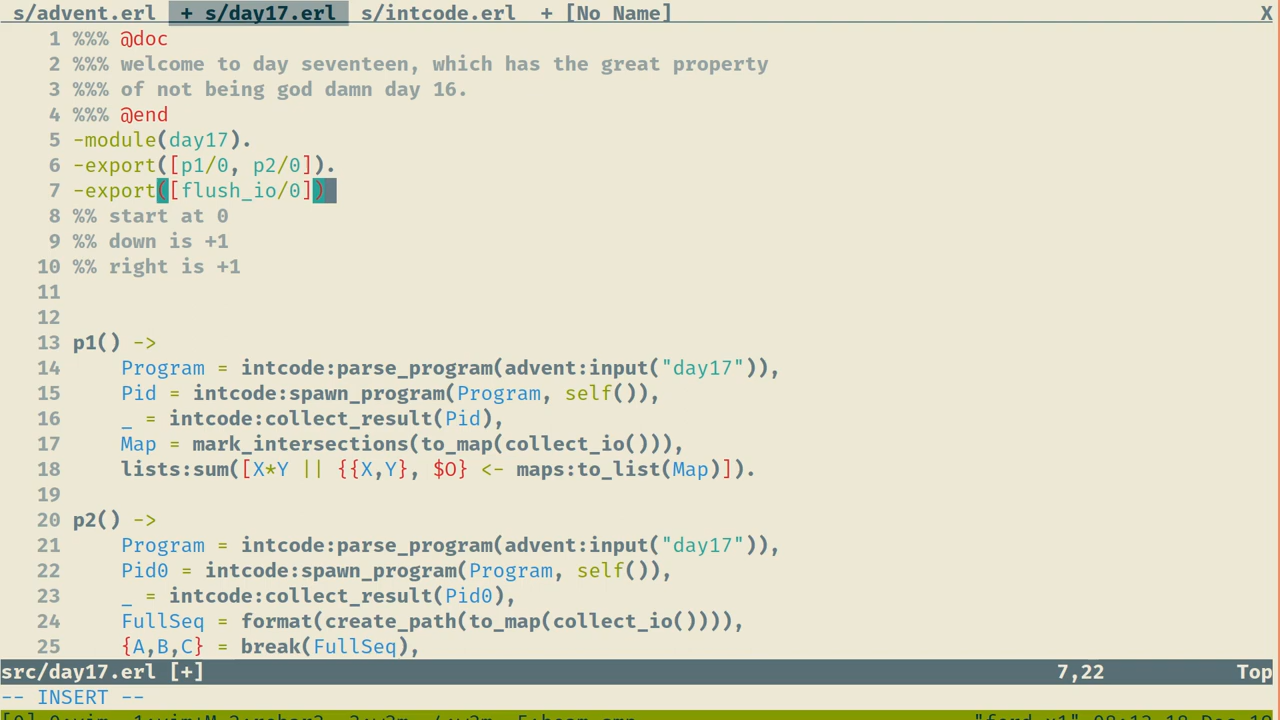 s/advent.erl + s/day17.erl s/intcode.erl + [No Name] X
1 %%% @doc
2 %%% welcome to day seventeen, which has the great property
3 %%% of not being god damn day 16.
4 %%% @end
5 -module(day17).
6 -export([p1/0, p2/0]).
7 -export([flush_io/0])
8 %% start at 0
9 %% down is +1
10 %% right is +1
11
12
13 p1() ->
14 Program = intcode:parse_program(advent:input("day17")),
15 Pid = intcode:spawn_program(Program, self()),
16 _ = intcode:collect_result(Pid),
17 Map = mark_intersections(to_map(collect_io())),
18 lists:sum([X*Y || {{X,Y}, $O} <- maps:to_list(Map)]).
19
20 p2() ->
21 Program = intcode:parse_program(advent:input("day17")),
22 Pid0 = intcode:spawn_program(Program, self()),
23 _ = intcode:collect_result(Pid0),
24 FullSeq = format(create_path(to_map(collect_io()))),
25 {A,B,C} = break(FullSeq),
src/day17.erl [+] 7,22 Top
-- INSERT --